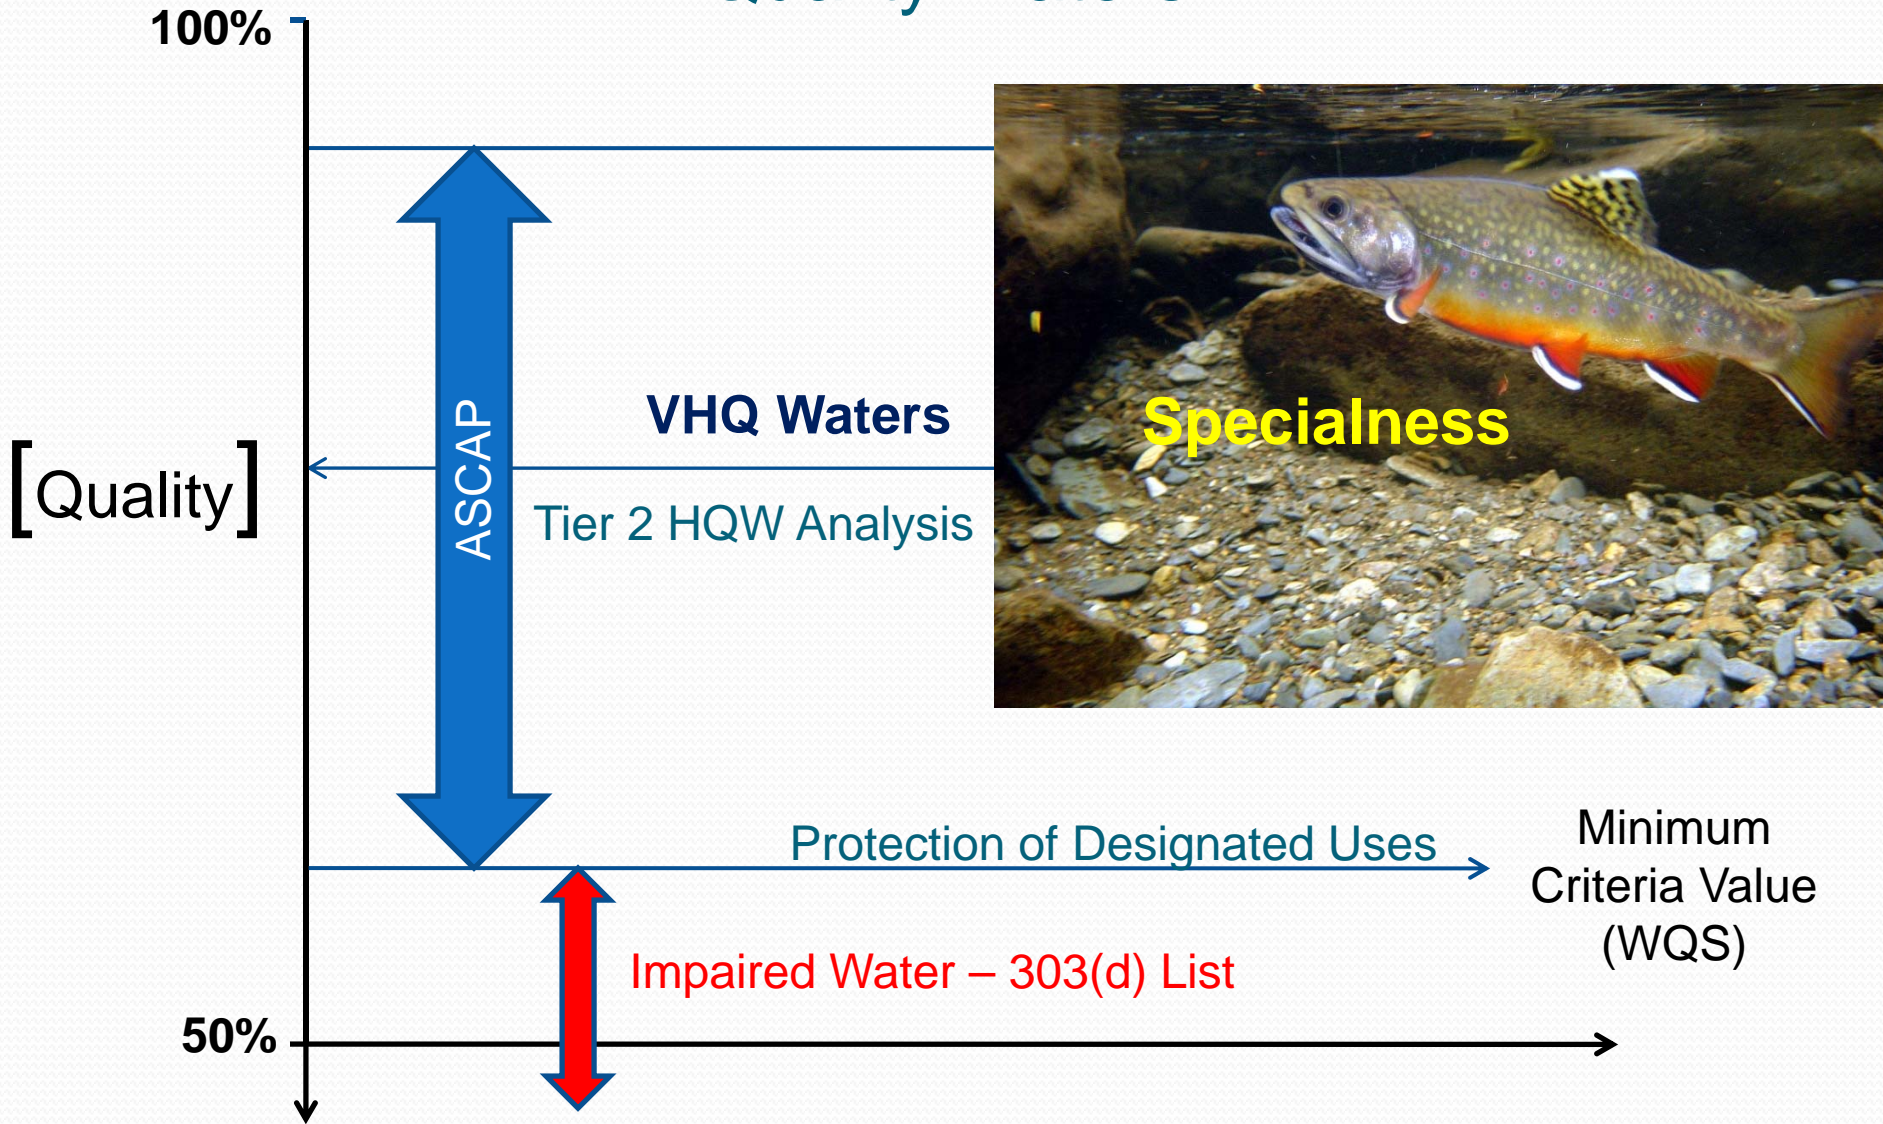 100%
VHQ Waters
Specialness
[Quality]
ASCAP
Tier 2 HQW Analysis
Protection of Designated Uses
Minimum
Criteria Value
(WQS)
Impaired Water – 303(d) List
50%